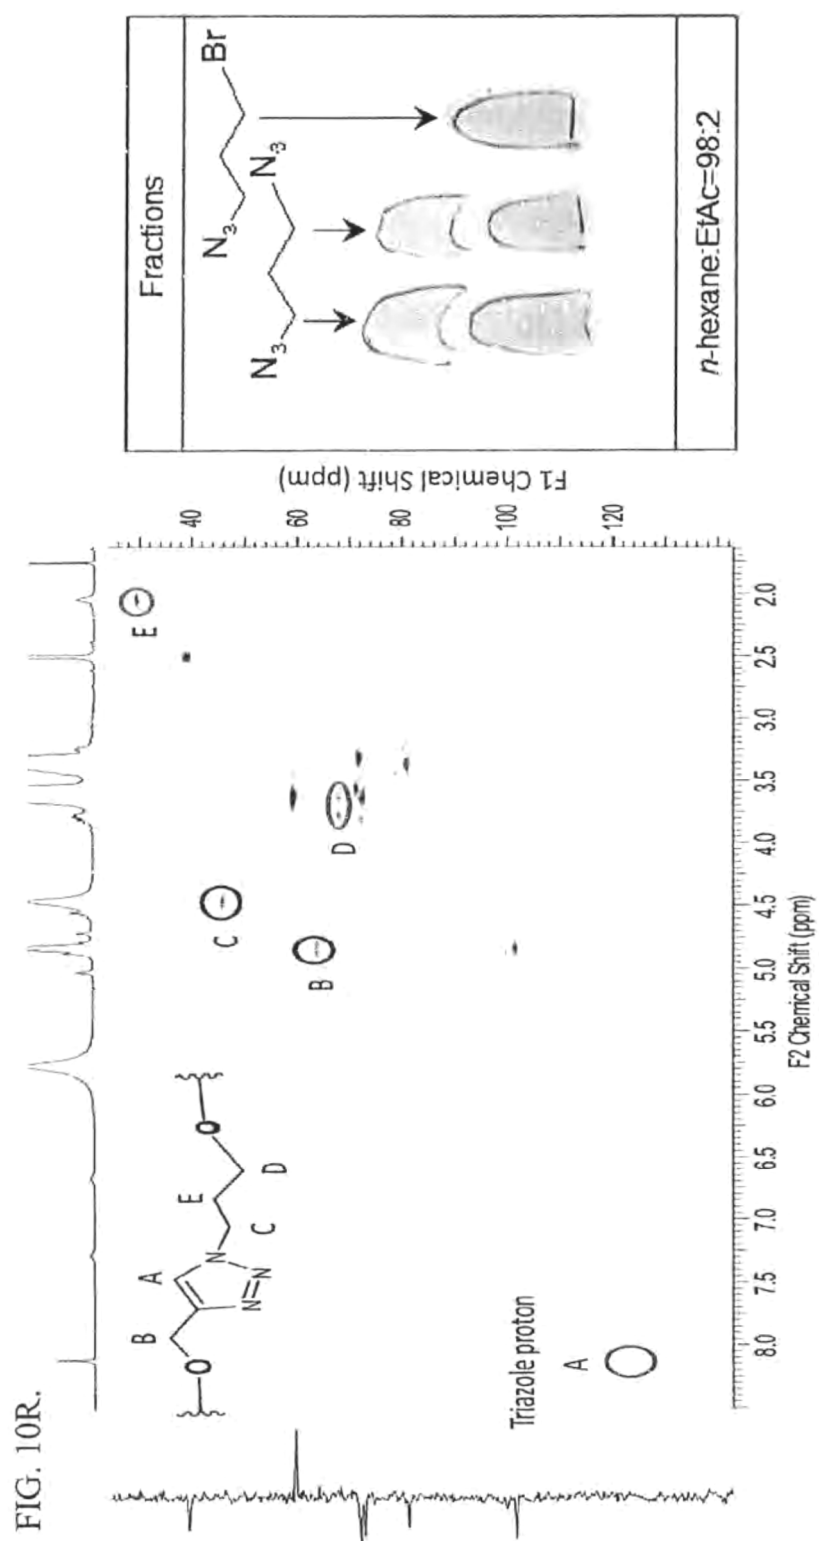 FIG. 10R.
B
A
O
N
N=N
C
E
D
O
Triazole proton
A
B
C
D
E
8.0
7.5
7.0
6.5
6.0
5.5
5.0
4.5
4.0
3.5
3.0
2.5
2.0
F2 Chemical Shift (ppm)
40
60
80
100
120
F1 Chemical Shift (ppm)
Fractions
N3
N3
N3
Br
n-hexane:EtAc=98:2